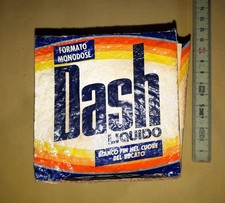 FORMATO
MONODOSE
Dash
LIQUIDO
BIANCO FIN NEL CUORE
DEL BUCATO